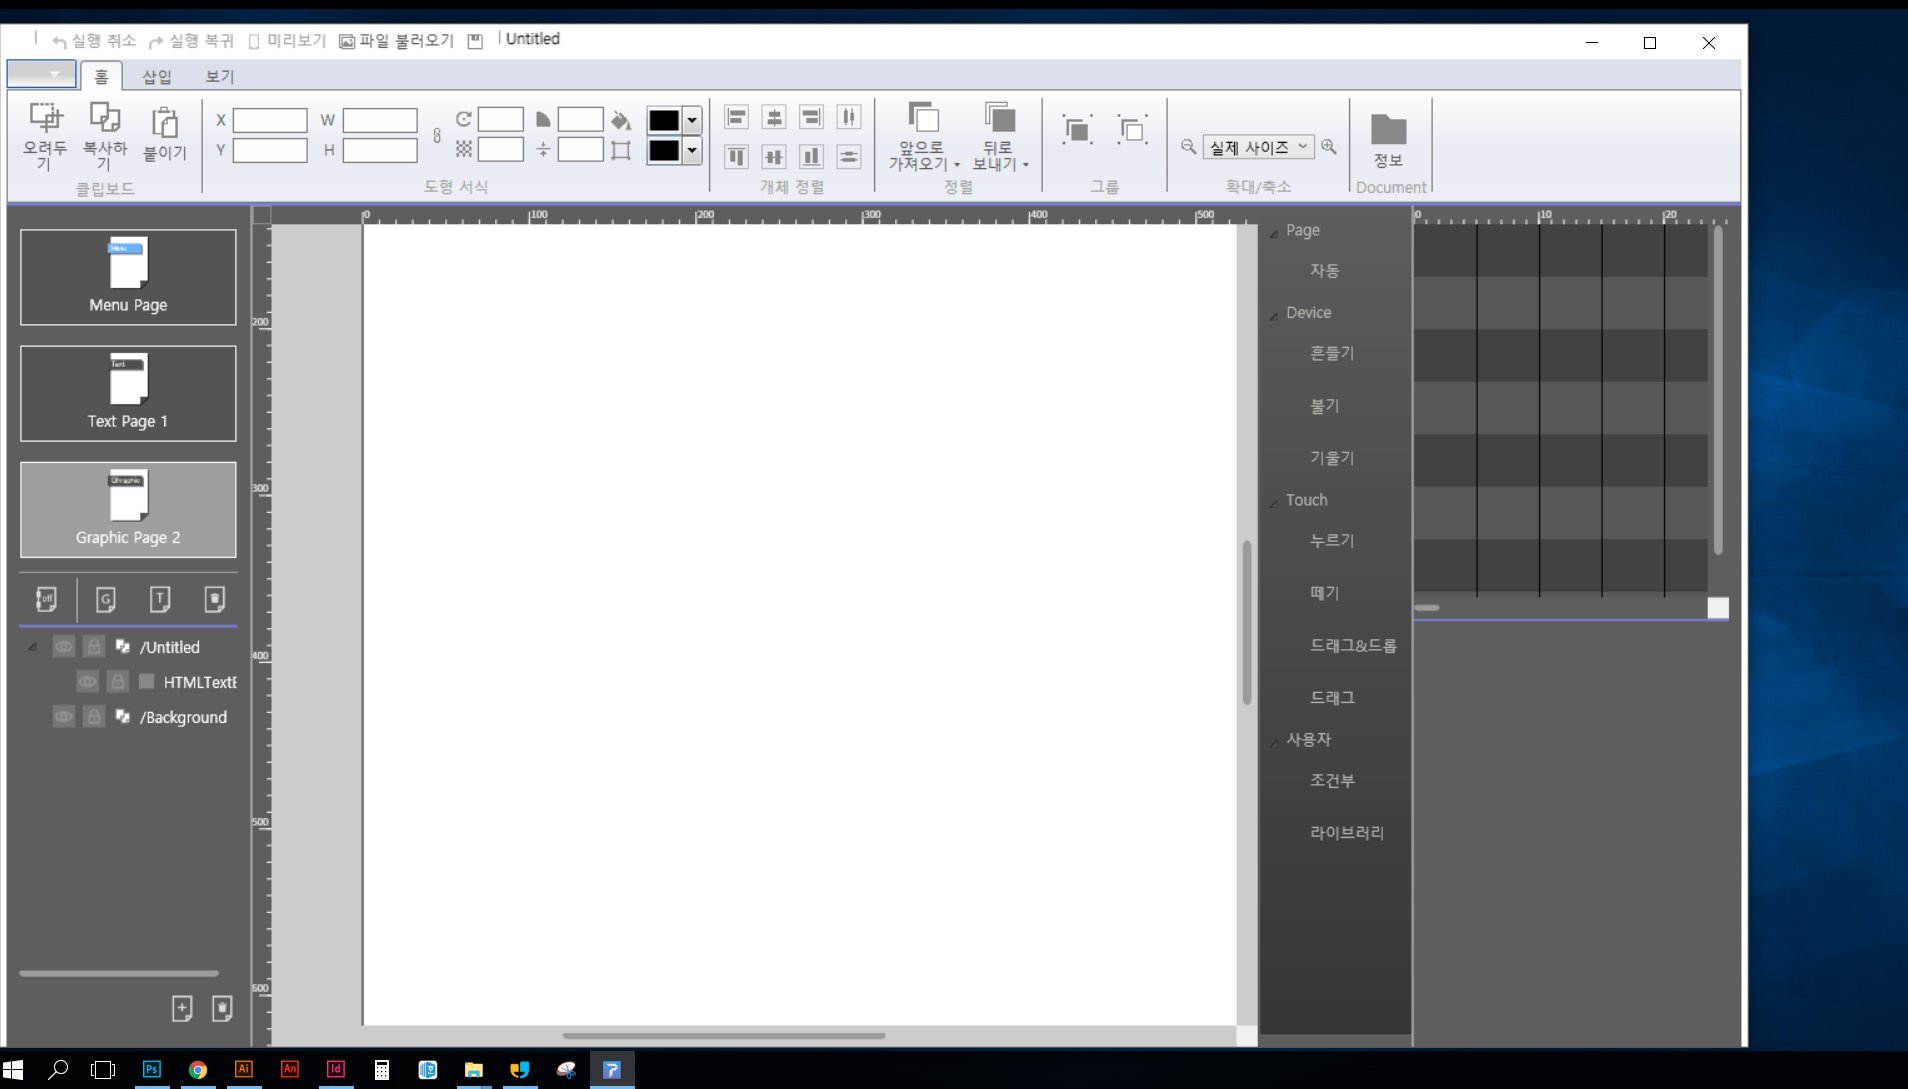 실행 취소 실행 복귀 미리보기 파일 불러오기 Untitled
홈 삽입 보기
오려두기 복사하기 붙이기
클립보드
X W
Y H
도형 서식
개체 정렬
앞으로 가져오기 뒤로 보내기
정렬
그룹
실제 사이즈
확대/축소
정보
Document
0 100 200 300 400 500
0 10 20
200
300
400
500
600
Menu
Menu Page
Text
Text Page 1
Ghraphic
Graphic Page 2
off G T
/Untitled
HTMLTextE
/Background
Page
자동
Device
흔들기
불기
기울기
Touch
누르기
떼기
드래그&드롭
드래그
사용자
조건부
라이브러리
Ps Ai An Id